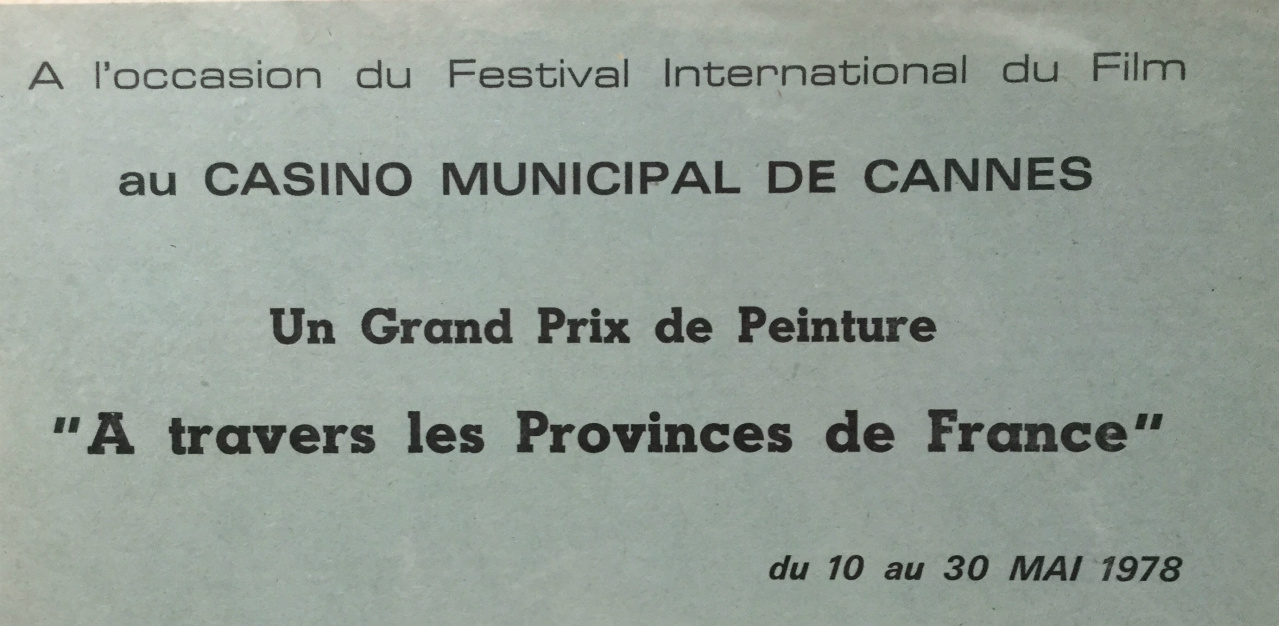 A l'occasion du Festival International du Film
au CASINO MUNICIPAL DE CANNES
Un Grand Prix de Peinture
"A travers les Provinces de France"
du 10 au 30 MAI 1978